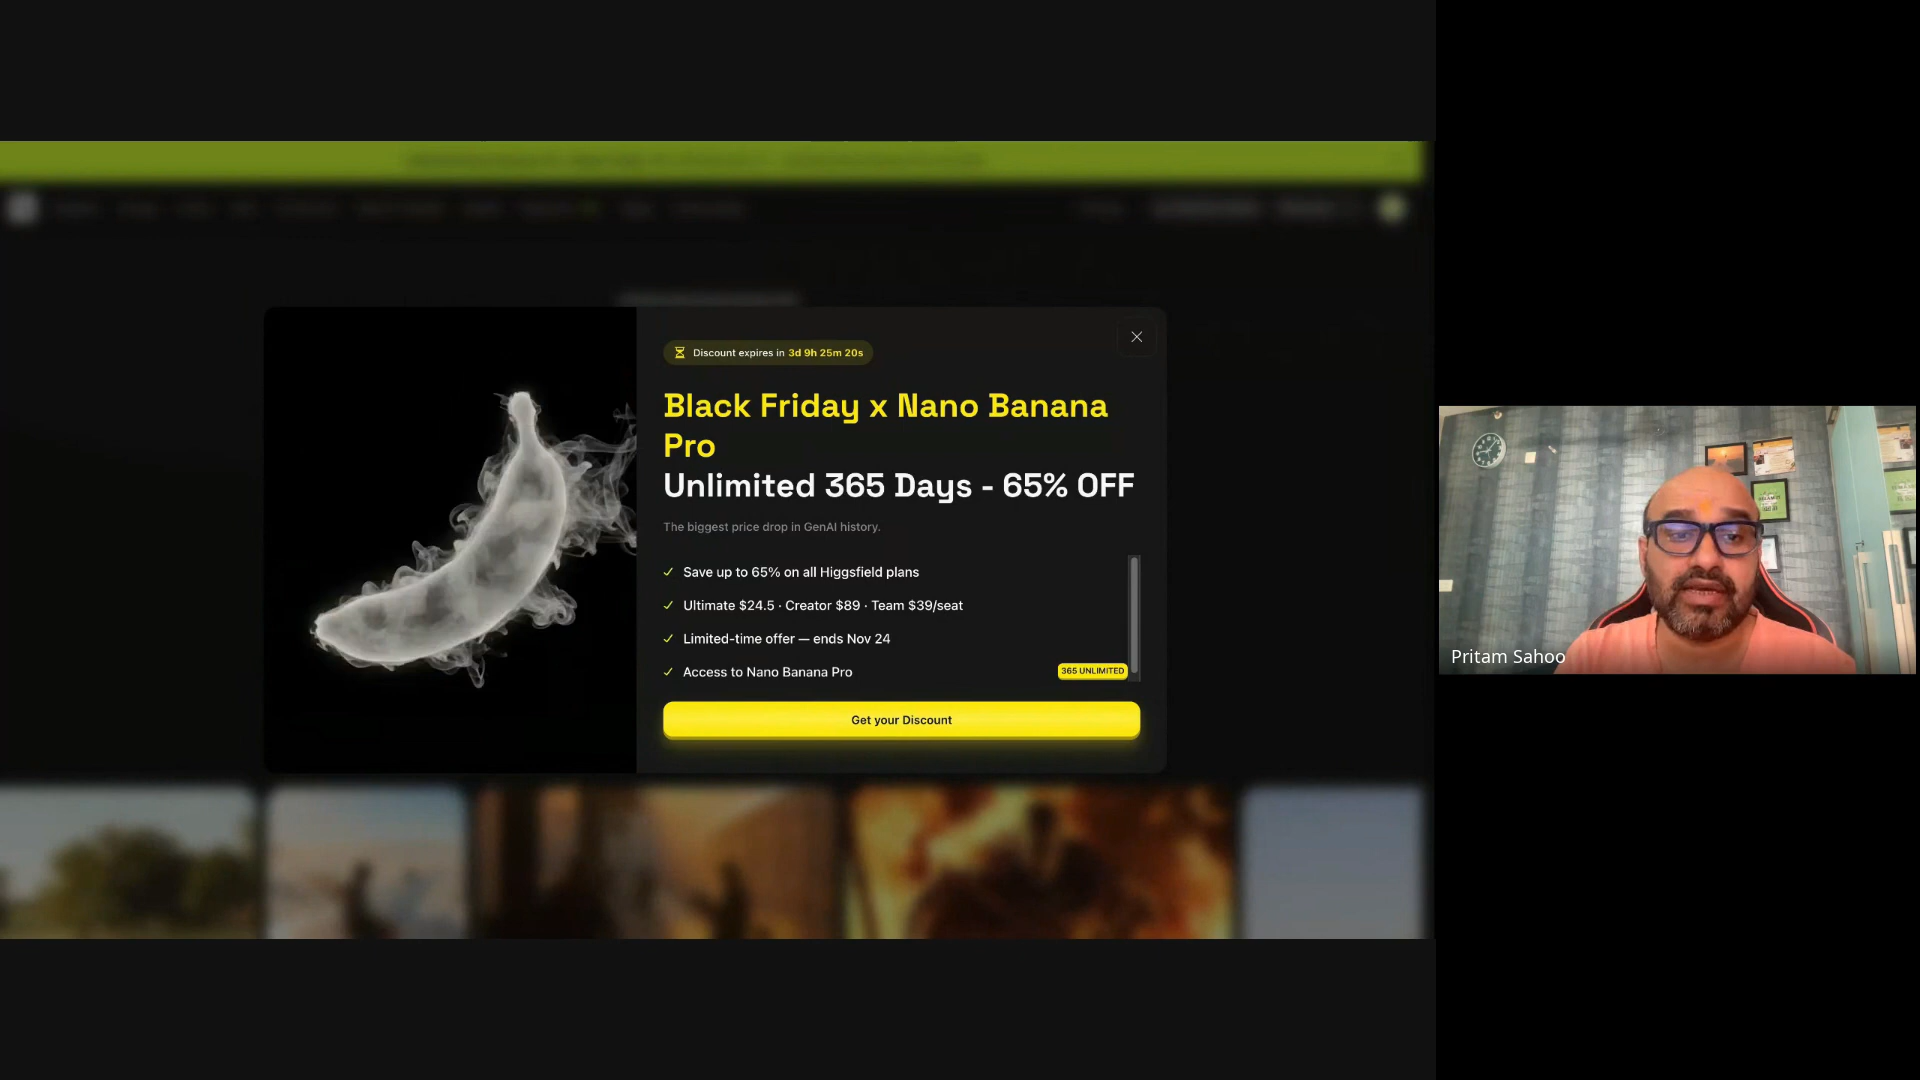 Discount expires in 3d 9h 25m 20s
Black Friday x Nano Banana
Pro
Unlimited 365 Days - 65% OFF
The biggest price drop in GenAI history.
Save up to 65% on all Higgsfield plans
Ultimate $24.5 · Creator $89 · Team $39/seat
Limited-time offer — ends Nov 24
Access to Nano Banana Pro
365 UNLIMITED
Get your Discount
Pritam Sahoo